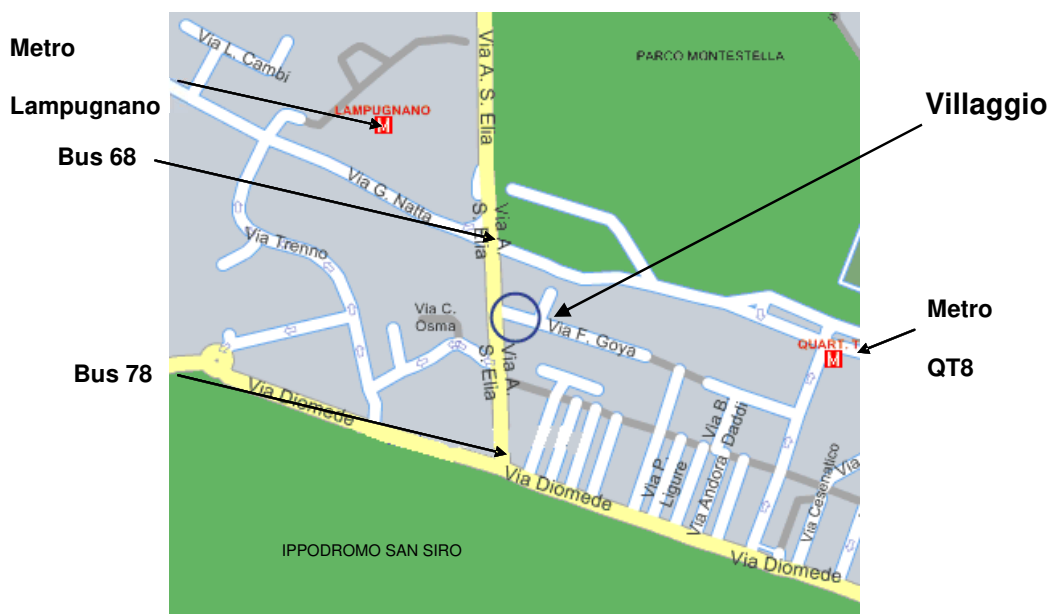 Metro
Lampugnano
Bus 68
Bus 78
Villaggio
Metro
QT8
Via L. Cambi
LAMPUGNANO
M
Via A. S. Elia
PARCO MONTESTELLA
Via G. Natta
Via A.
S. Elia
Via Trenno
Via C.
Osma
Via F. Goya
QUART. T
M
Via A.
S. Elia
Via Diomede
Via Diomede
Via P.
Ligure
Via B.
Daddi
Via Andora
Via Cesenatico
Via
Via Diomede
IPPODROMO SAN SIRO